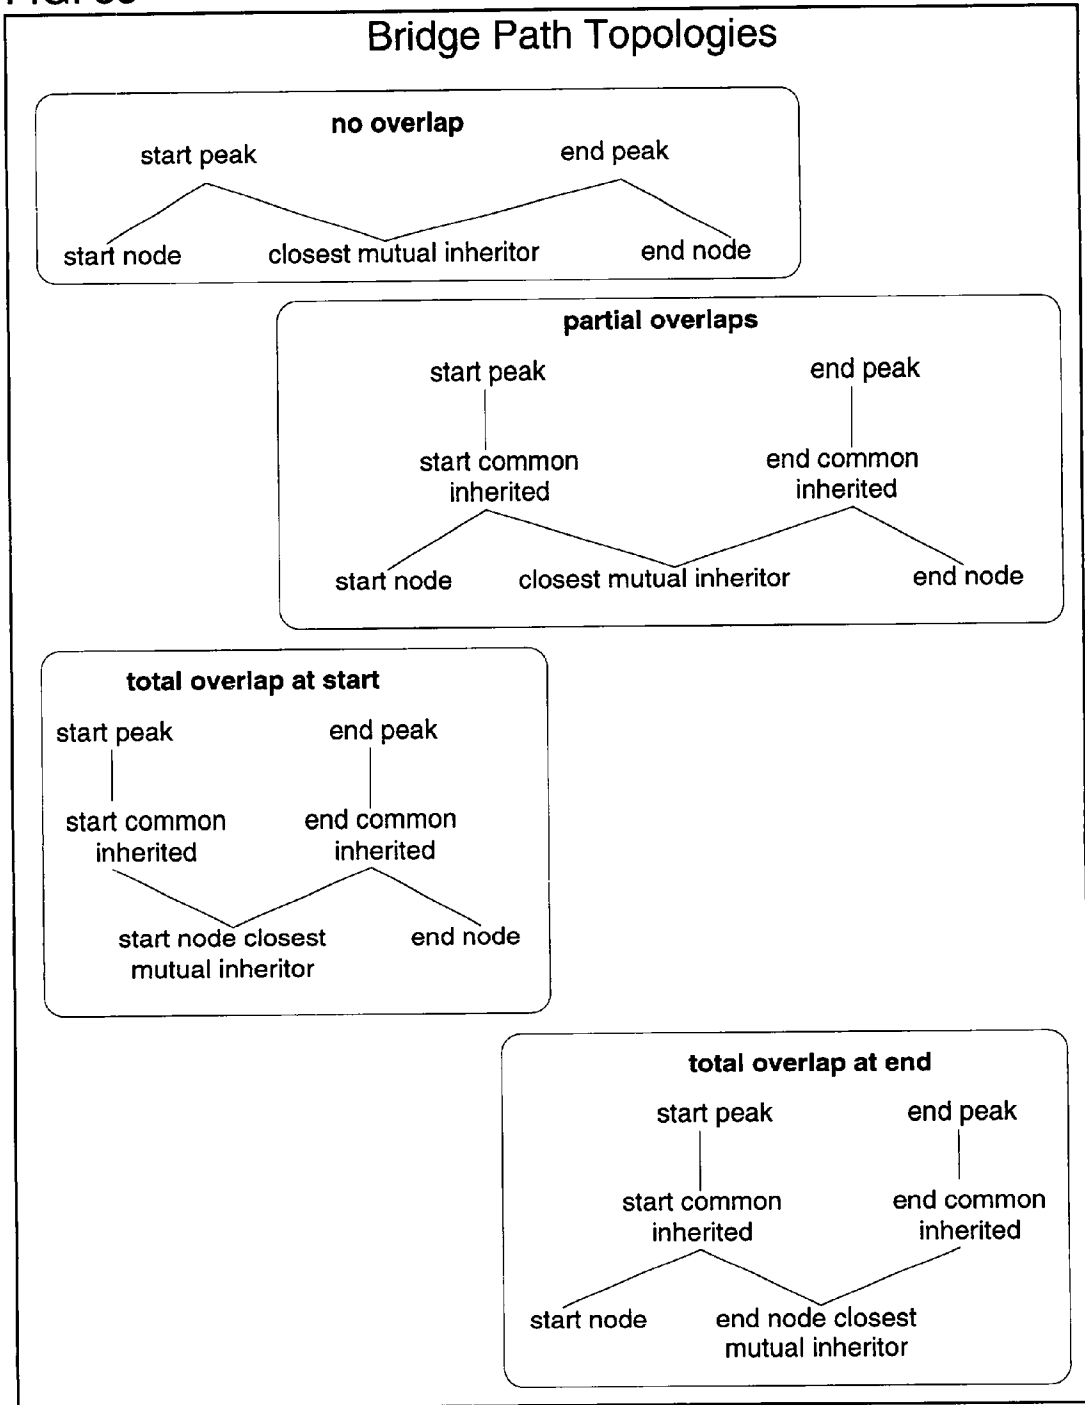 Bridge Path Topologies
no overlap
start peak end peak
start node closest mutual inheritor end node
partial overlaps
start peak end peak
start common end common
inherited inherited
start node closest mutual inheritor end node
total overlap at start
start peak end peak
start common end common
inherited inherited
start node closest end node
mutual inheritor
total overlap at end
start peak end peak
start common end common
inherited inherited
start node end node closest
mutual inheritor